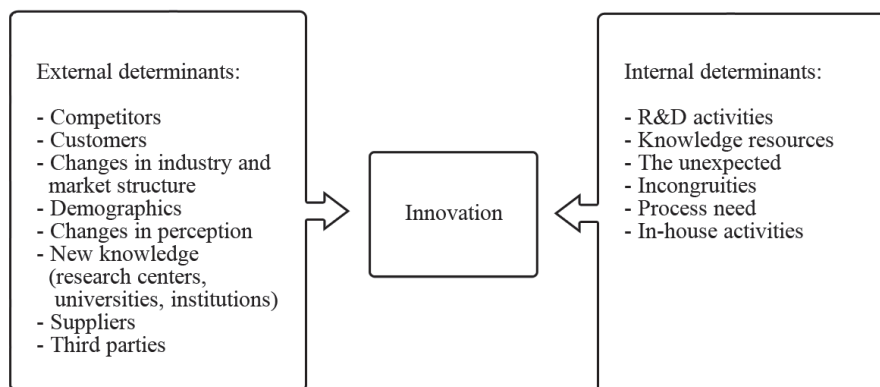 External determinants:
- Competitors
- Customers
- Changes in industry and
market structure
- Demographics
- Changes in perception
- New knowledge
(research centers,
universities, institutions)
- Suppliers
- Third parties
Innovation
Internal determinants:
- R&D activities
- Knowledge resources
- The unexpected
- Incongruities
- Process need
- In-house activities